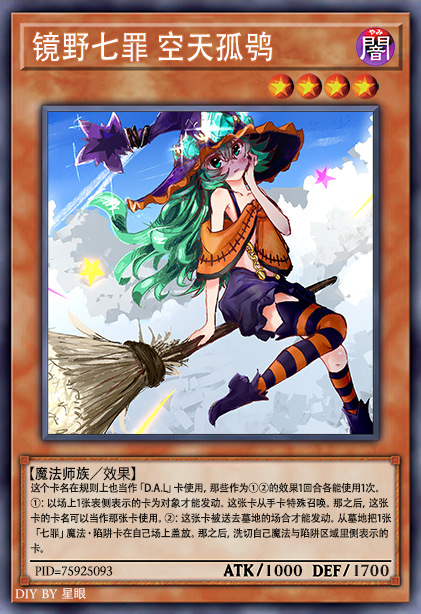 镜野七罪 空天孤鸮
やみ
闇
【魔法师族／效果】
这个卡名在规则上也当作「D.A.L」卡使用，那些作为①②的效果1回合各能使用1次。
①：以场上1张表侧表示的卡为对象才能发动。这张卡从手卡特殊召唤。那之后，这张
卡的卡名可以当作那张卡使用。②：这张卡被送去墓地的场合才能发动。从墓地把1张
「七罪」魔法·陷阱卡在自己场上盖放。那之后，洗切自己魔法与陷阱区域里侧表示的
卡。
PID=75925093
ATK/1000 DEF/1700
DIY BY 星眼